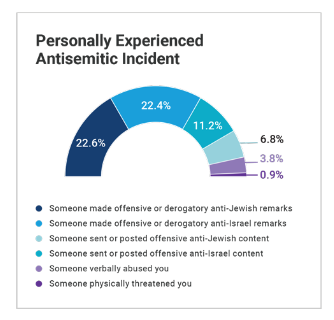 Personally Experienced
Antisemitic Incident
22.6%
22.4%
11.2%
6.8%
3.8%
0.9%
Someone made offensive or derogatory anti-Jewish remarks
Someone made offensive or derogatory anti-Israel remarks
Someone sent or posted offensive anti-Jewish content
Someone sent or posted offensive anti-Israel content
Someone verbally abused you
Someone physically threatened you